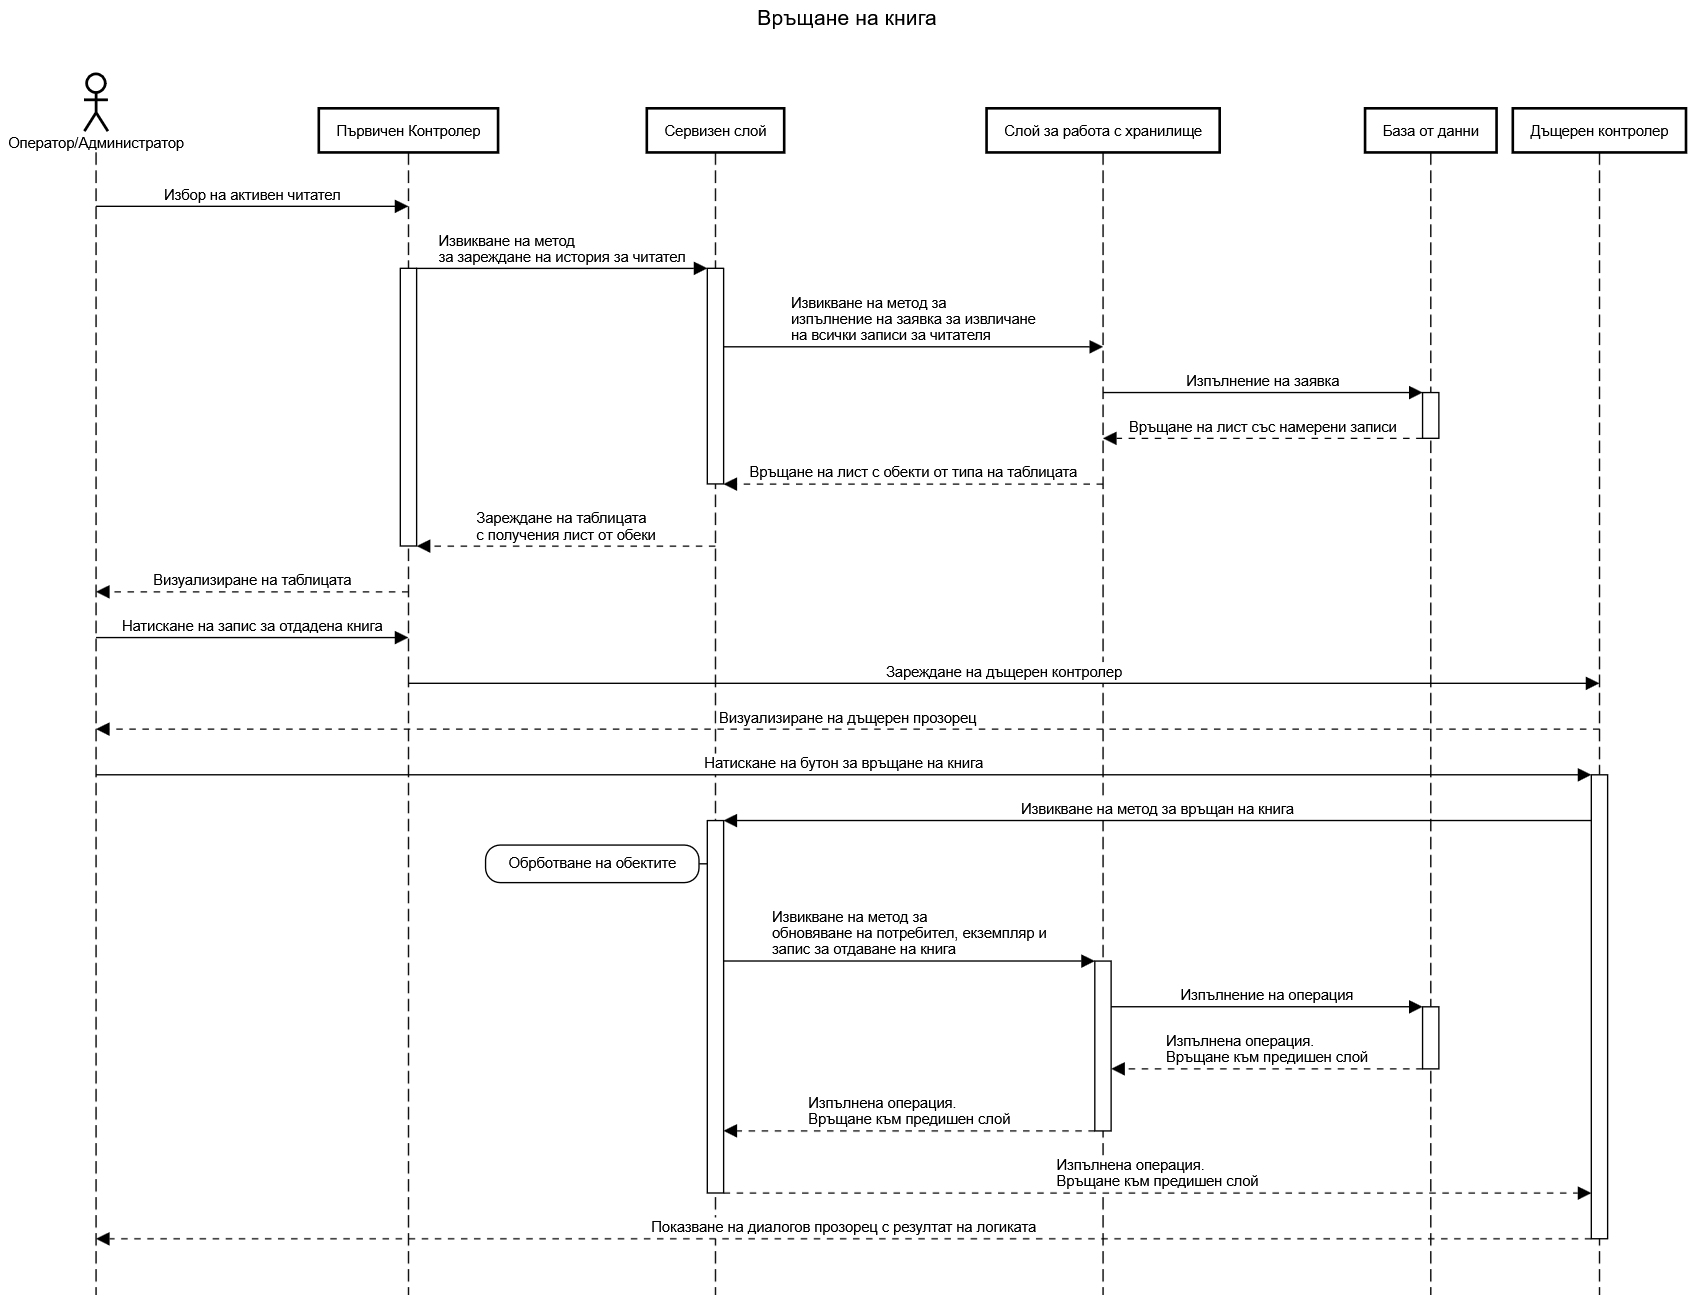 Връщане на книга
Оператор/Администратор
Първичен Контролер
Сервизен слой
Слой за работа с хранилище
База от данни
Дъщерен контролер
Избор на активен читател
Извикване на метод
за зареждане на история за читател
Извикване на метод за
изпълнение на заявка за извличане
на всички записи за читателя
Изпълнение на заявка
Връщане на лист със намерени записи
Връщане на лист с обекти от типа на таблицата
Зареждане на таблицата
с получения лист от обеки
Визуализиране на таблицата
Натискане на запис за отдадена книга
Зареждане на дъщерен контролер
Визуализиране на дъщерен прозорец
Натискане на бутон за връщане на книга
Извикване на метод за връщан на книга
Обрботване на обектите
Извикване на метод за
обновяване на потребител, екземпляр и
запис за отдаване на книга
Изпълнение на операция
Изпълнена операция.
Връщане към предишен слой
Изпълнена операция.
Връщане към предишен слой
Изпълнена операция.
Връщане към предишен слой
Показване на диалогов прозорец с резултат на логиката